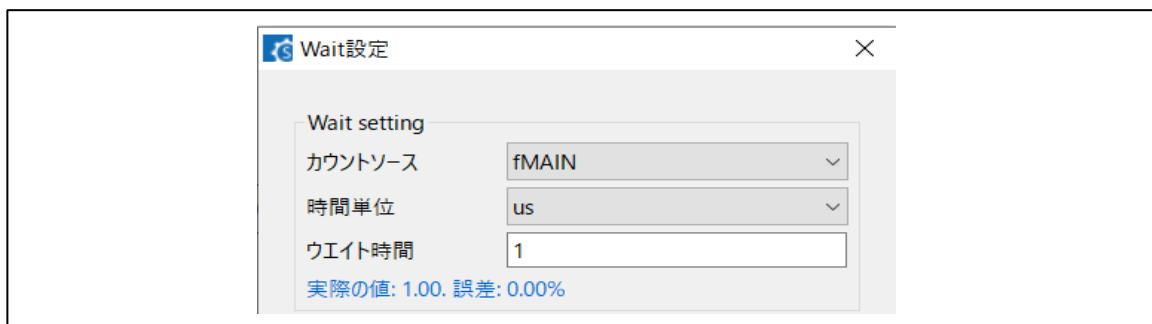 Wait設定
Wait setting
カウントソース fMAIN
時間単位 us
ウエイト時間 1
実際の値: 1.00. 誤差: 0.00%